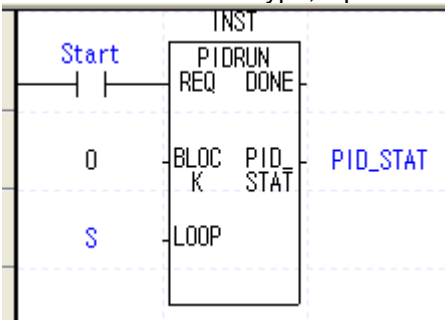 INST
Start
PIDRUN
REQ DONE
0
BLOC
K
PID_
STAT
PID_STAT
S
LOOP